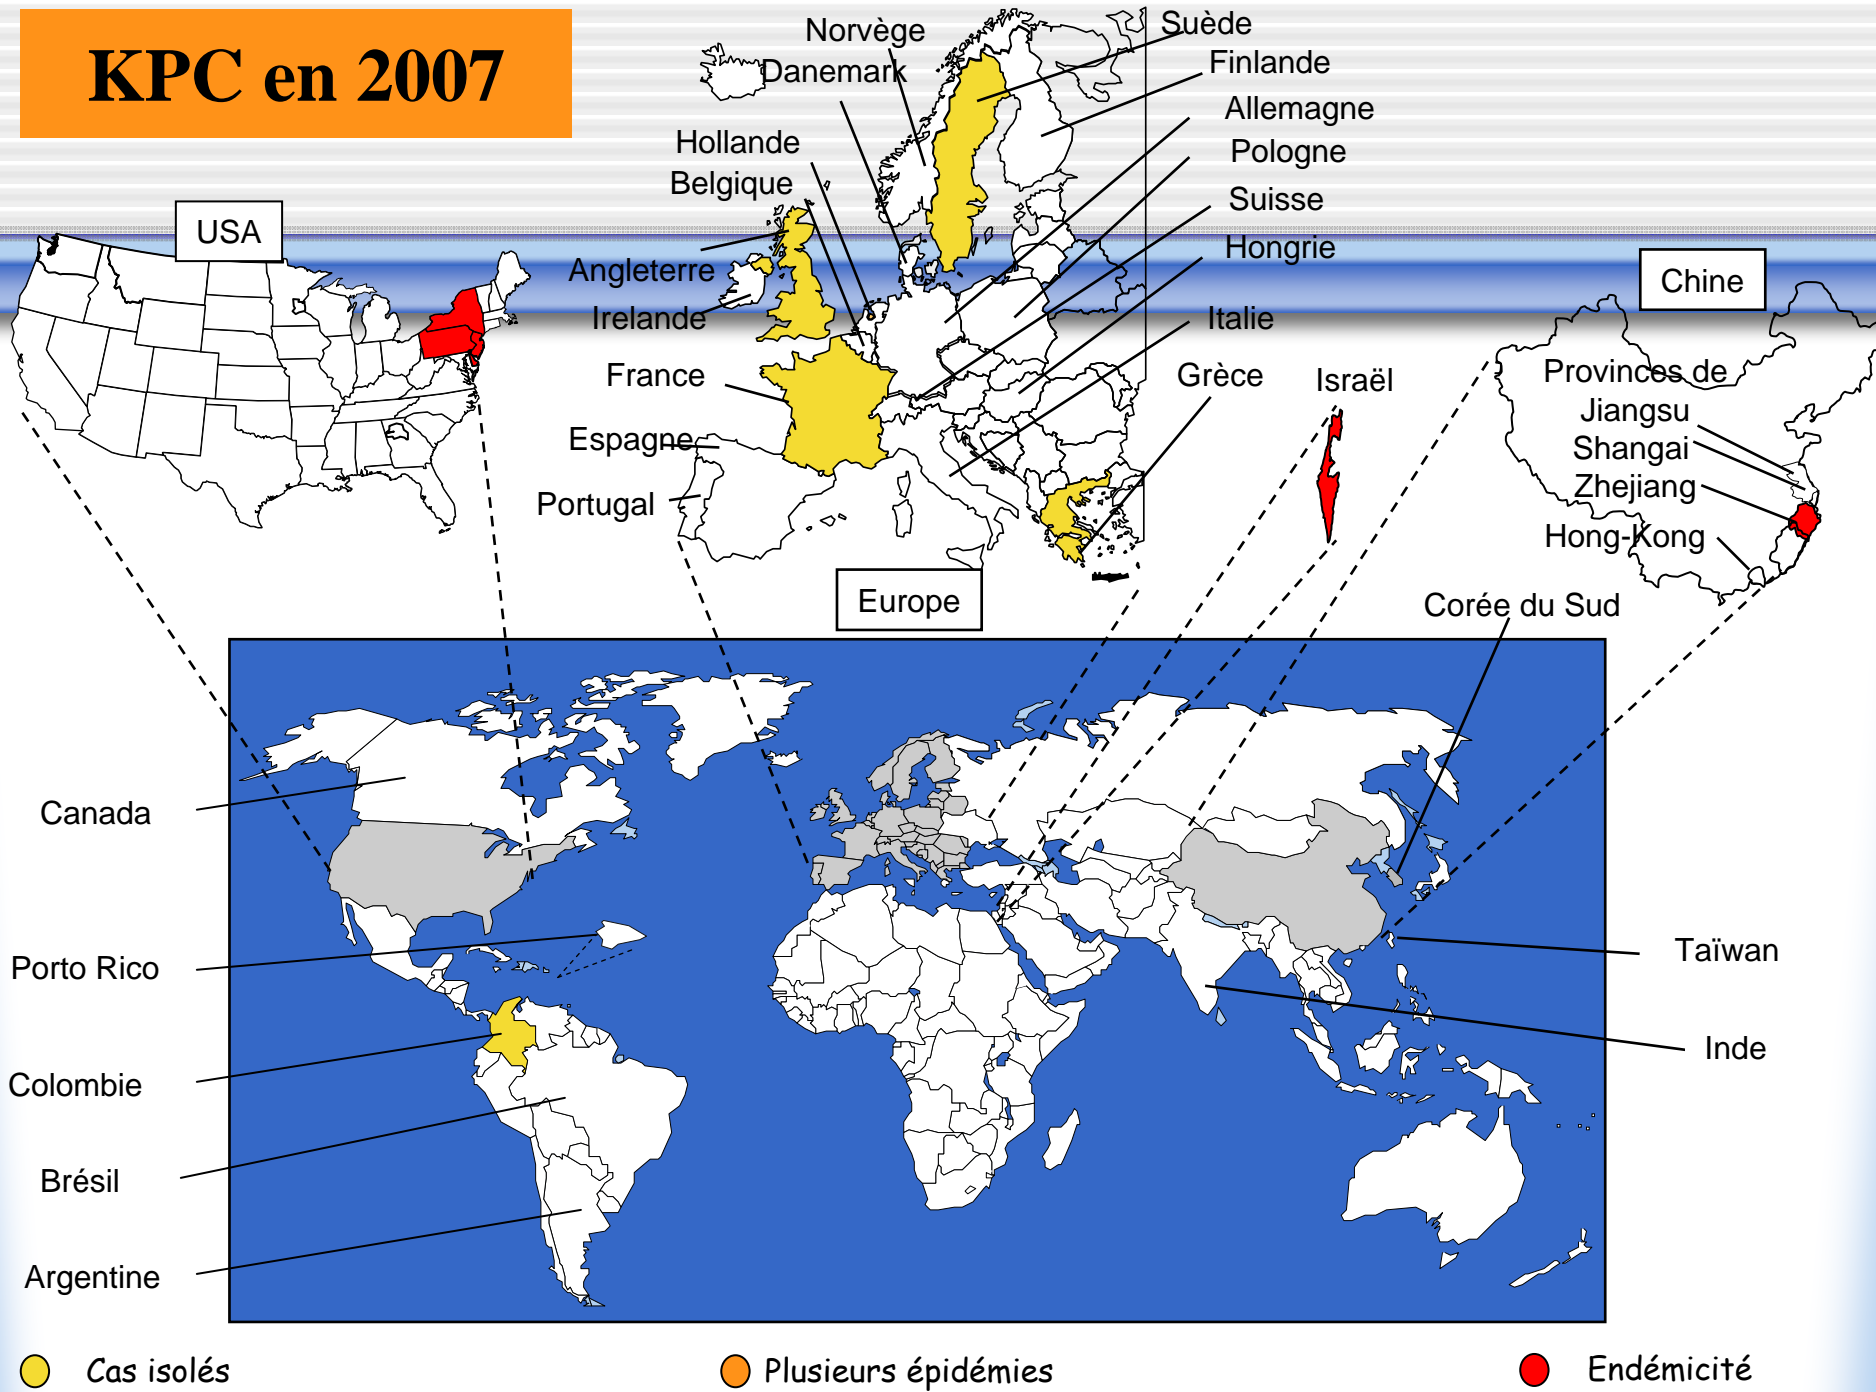 KPC en 2007
Norvège
Suède
Danemark
Finlande
Allemagne
Hollande
Pologne
Belgique
Suisse
USA
Hongrie
Angleterre
Chine
Irelande
Italie
France
Grèce
Israël
Provinces de
Jiangsu
Espagne
Shangai
Portugal
Zhejiang
Hong-Kong
Europe
Corée du Sud
Canada
Porto Rico
Taïwan
Inde
Colombie
Brésil
Argentine
Cas isolés
Plusieurs épidémies
Endémicité